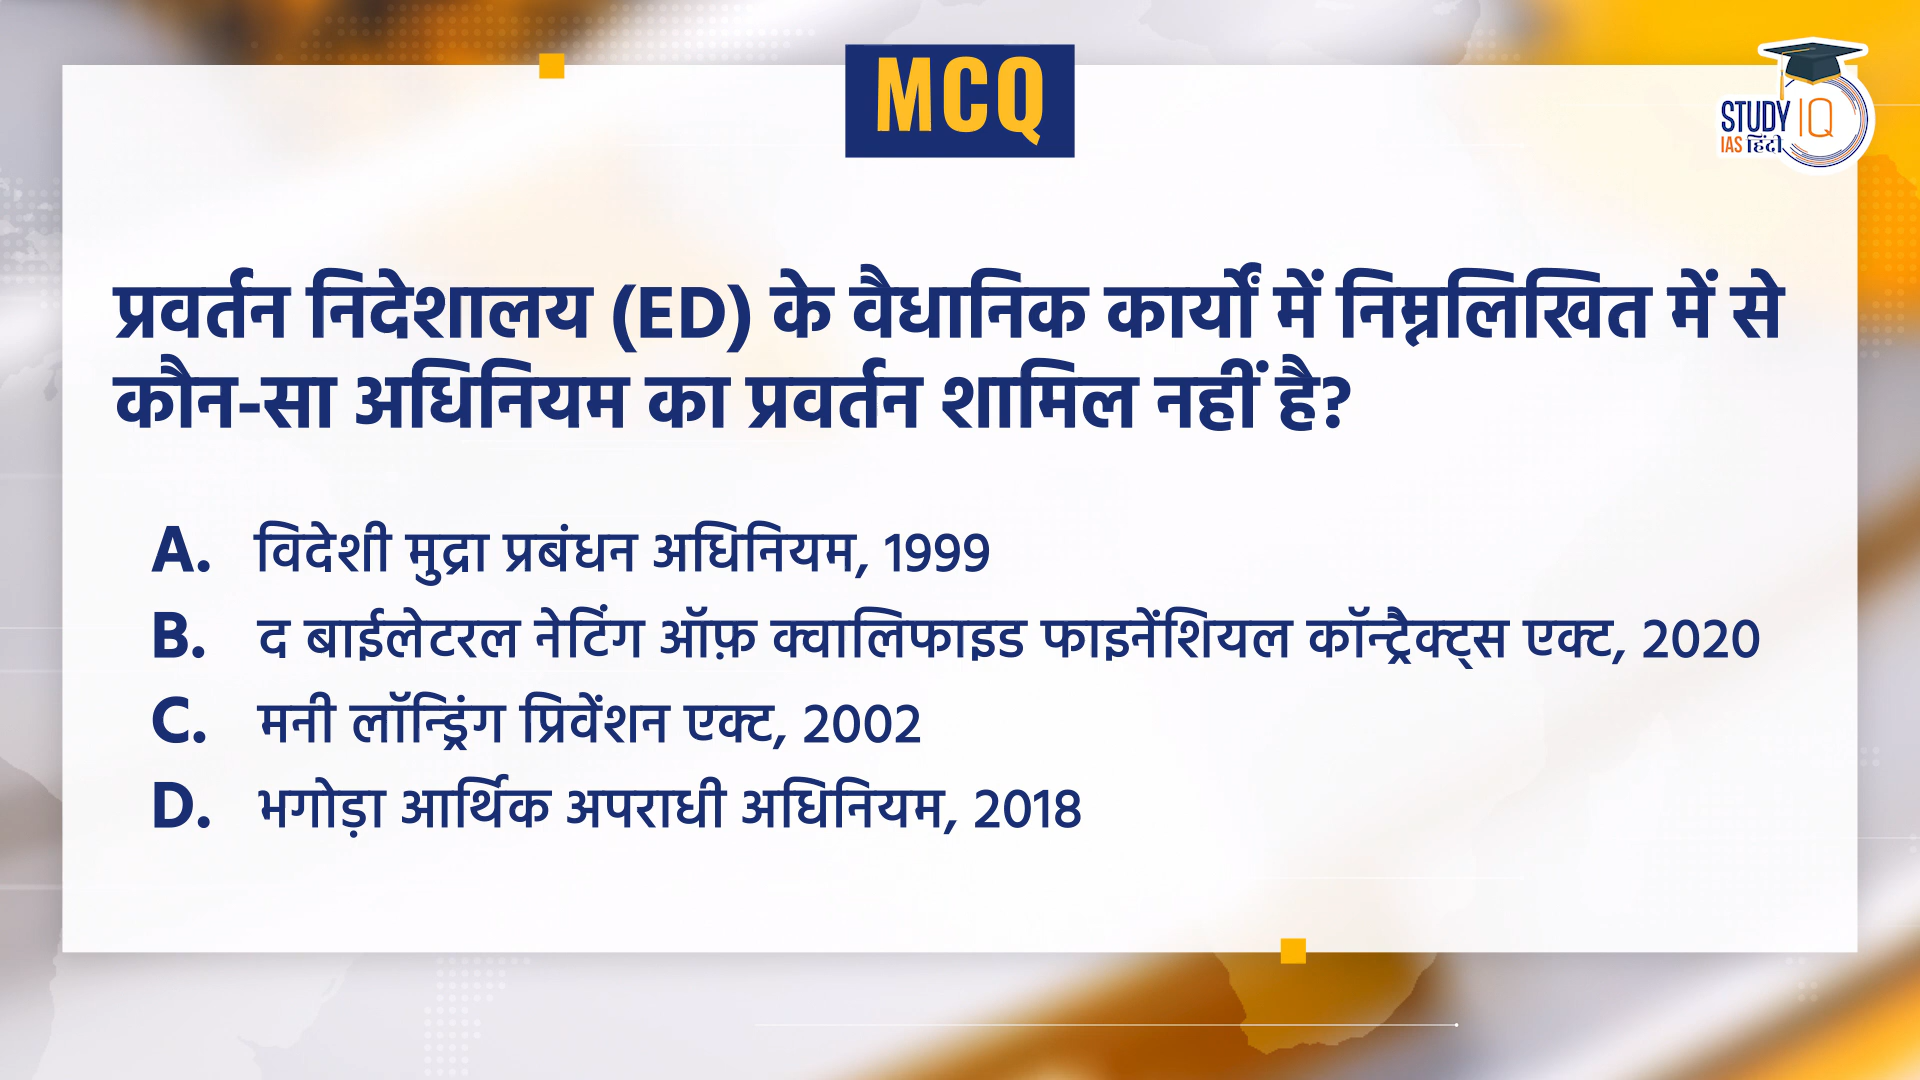 MCQ
STUDY IQ
IAS हिंदी
प्रवर्तन निदेशालय (ED) के वैधानिक कार्यों में निम्नलिखित में से
कौन-सा अधिनियम का प्रवर्तन शामिल नहीं है?
A. विदेशी मुद्रा प्रबंधन अधिनियम, 1999
B. द बाईलेटरल नेटिंग ऑफ़ क्वालिफाइड फाइनेंशियल कॉन्ट्रैक्ट्स एक्ट, 2020
C. मनी लॉन्ड्रिंग प्रिवेंशन एक्ट, 2002
D. भगोड़ा आर्थिक अपराधी अधिनियम, 2018